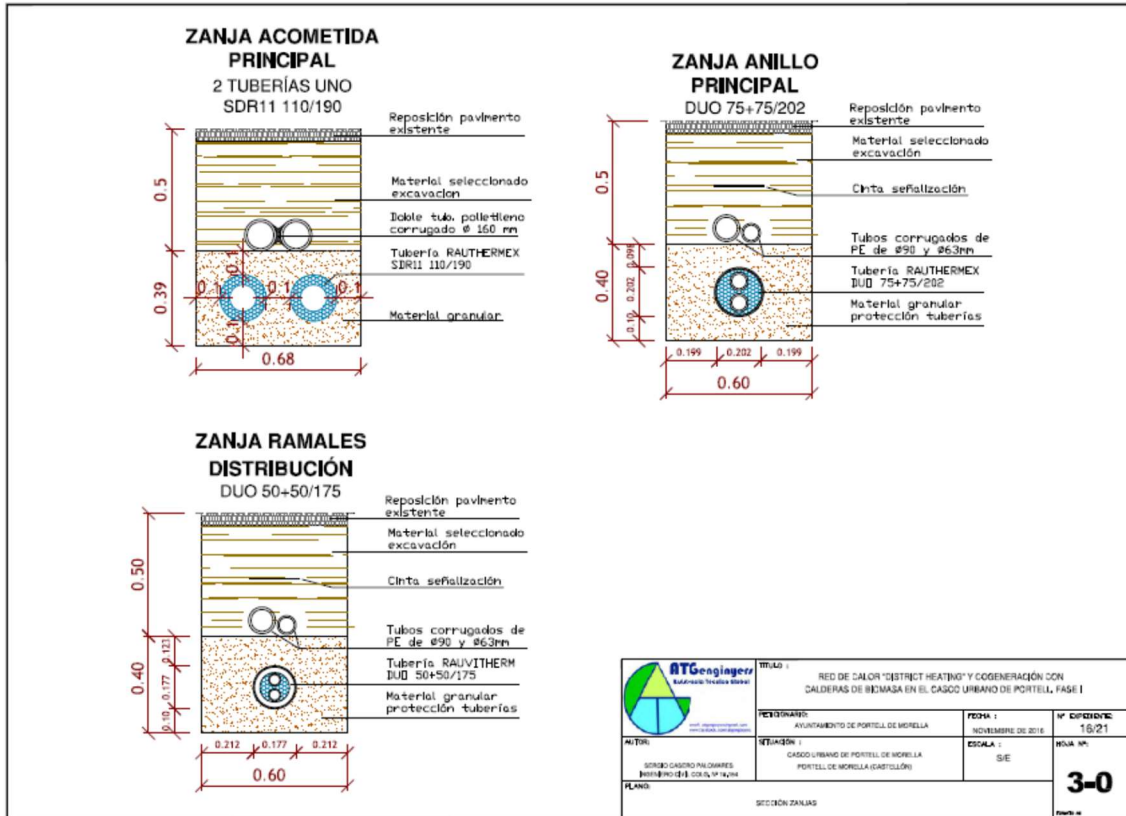 ZANJA ACOMETIDA
PRINCIPAL
2 TUBERÍAS UNO
SDR11 110/190
Reposición pavimento
existente
Material seleccionado
excavacion
Doble tub. polietileno
corrugado Ø 160 mm
Tubería RAUTHERMEX
SDR11 110/190
Material granular
0.5
0.39
0.1
0.1
0.1
0.1
0.1
0.68
ZANJA ANILLO
PRINCIPAL
DUO 75+75/202
Reposición pavimento
existente
Material seleccionado
excavación
Cinta señalización
Tubos corrugados de
PE de Ø90 y Ø63mm
Tubería RAUTHERMEX
DUO 75+75/202
Material granular
protección tuberías
0.5
0.40
0.098
0.202
0.10
0.199
0.202
0.199
0.60
ZANJA RAMALES
DISTRIBUCIÓN
DUO 50+50/175
Reposición pavimento
existente
Material seleccionado
excavación
Cinta señalización
Tubos corrugados de
PE de Ø90 y Ø63mm
Tubería RAUVITHERM
DUO 50+50/175
Material granular
protección tuberías
0.50
0.40
0.123
0.177
0.10
0.212
0.177
0.212
0.60
ATGenginyers
TITULO :
RED DE CALOR "DISTRICT HEATING" Y COGENERACIÓN CON
CALDERAS DE BIOMASA EN EL CASCO URBANO DE PORTELL, FASE I
PETICIONARIO:
AYUNTAMIENTO DE PORTELL DE MORELLA
FECHA :
NOVIEMBRE DE 2016
Nº EXPEDIENTE:
16/21
AUTOR:
SERGIO CASERO PALOMARES
INGENIERO CIVIL COLG. Nº
SITUACIÓN :
CASCO URBANO DE PORTELL DE MORELLA
PORTELL DE MORELLA (CASTELLÓN)
ESCALA :
S/E
HOJA Nº:
3-0
PLANO:
SECCIÓN ZANJAS